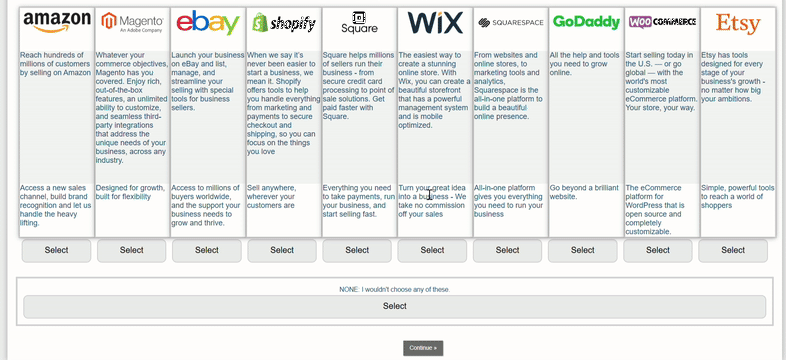 amazon
Magento
An Adobe Company
ebay
shopify
Square
WiX
SQUARESPACE
GoDaddy
WOO COMMERCE
Etsy
Reach hundreds of
millions of customers
by selling on Amazon
Whatever your
commerce objectives,
Magento has you
covered. Enjoy rich,
out-of-the-box
features, an unlimited
ability to customize,
and seamless third-
party integrations
that address the
unique needs of your
business, across any
industry.
Launch your business
on eBay and list,
manage, and
streamline your
selling with special
tools for business
sellers.
When we say it's
never been easier to
start a business, we
mean it. Shopify
offers tools to help
you handle everything
from marketing and
payments to secure
checkout and
shipping, so you can
focus on the things
you love
Square helps millions
of sellers run their
business - from
secure credit card
processing to point of
sale solutions. Get
paid faster with
Square.
The easiest way to
create a stunning
online store. With
Wix, you can create a
beautiful storefront
that has a powerful
management system
and is mobile
optimized.
From websites and
online stores, to
marketing tools and
analytics,
Squarespace is the
all-in-one platform to
build a beautiful
online presence.
All the help and tools
you need to grow
online.
Start selling today in
the U.S. — or go
global — with the
world's most
customizable
eCommerce platform.
Your store, your way.
Etsy has tools
designed for every
stage of your
business's growth -
no matter how big
your ambitions.
Access a new sales
channel, build brand
recognition and let us
handle the heavy
lifting.
Designed for growth,
built for flexibility
Access to millions of
buyers worldwide,
and the support your
business needs to
grow and thrive.
Sell anywhere,
wherever your
customers are
Everything you need
to take payments, run
your business, and
start selling fast.
Turn your great idea
into a business - We
take no commission
off your sales
All-in-one platform
gives you everything
you need to run your
business
Go beyond a brilliant
website.
The eCommerce
platform for
WordPress that is
open source and
completely
customizable.
Simple, powerful tools
to reach a world of
shoppers
Select
Select
Select
Select
Select
Select
Select
Select
Select
Select
NONE: I wouldn't choose any of these.
Select
Continue »